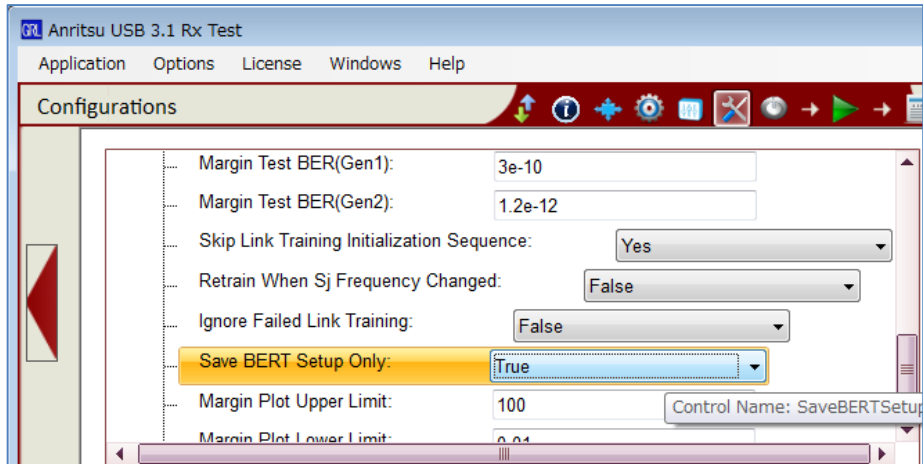 GRL Anritsu USB 3.1 Rx Test
Application Options License Windows Help
Configurations
Margin Test BER(Gen1): 3e-10
Margin Test BER(Gen2): 1.2e-12
Skip Link Training Initialization Sequence: Yes
Retrain When Sj Frequency Changed: False
Ignore Failed Link Training: False
Save BERT Setup Only: True
Margin Plot Upper Limit: 100
Control Name: SaveBERTSetup
Margin Plot Lower Limit: 0.01